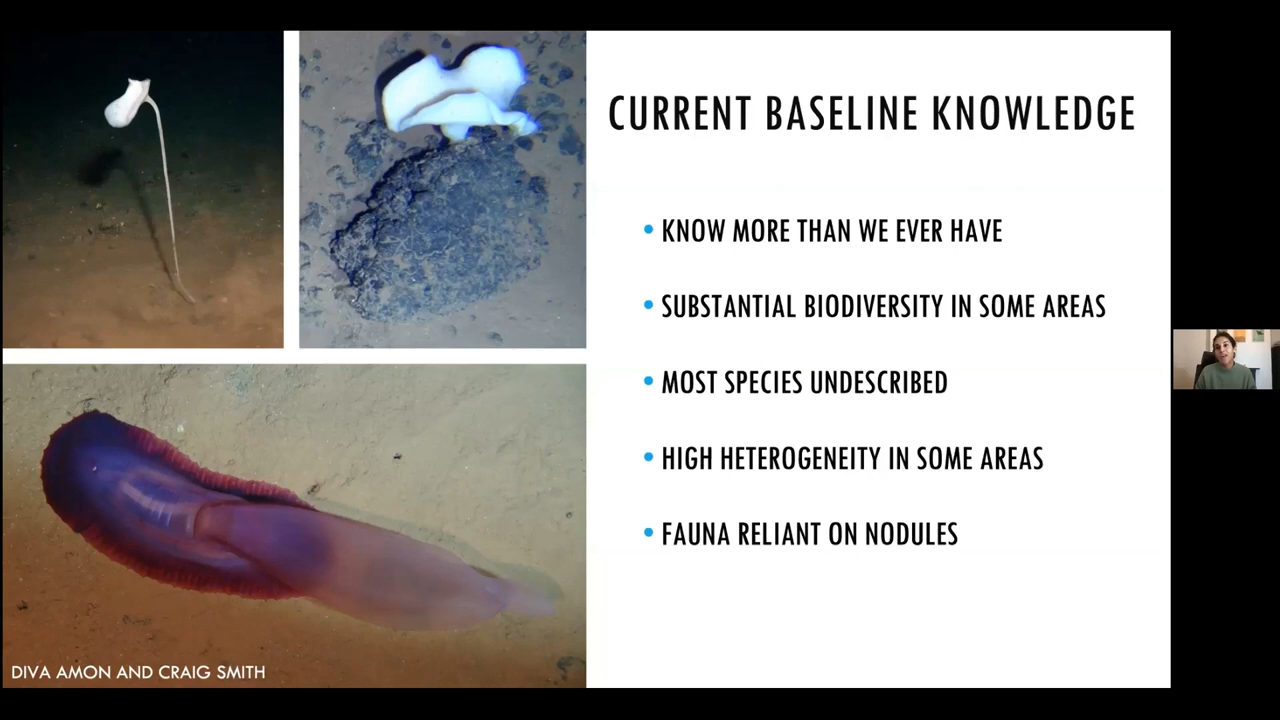 CURRENT BASELINE KNOWLEDGE
• KNOW MORE THAN WE EVER HAVE
• SUBSTANTIAL BIODIVERSITY IN SOME AREAS
• MOST SPECIES UNDESCRIBED
• HIGH HETEROGENEITY IN SOME AREAS
• FAUNA RELIANT ON NODULES
DIVA AMON AND CRAIG SMITH